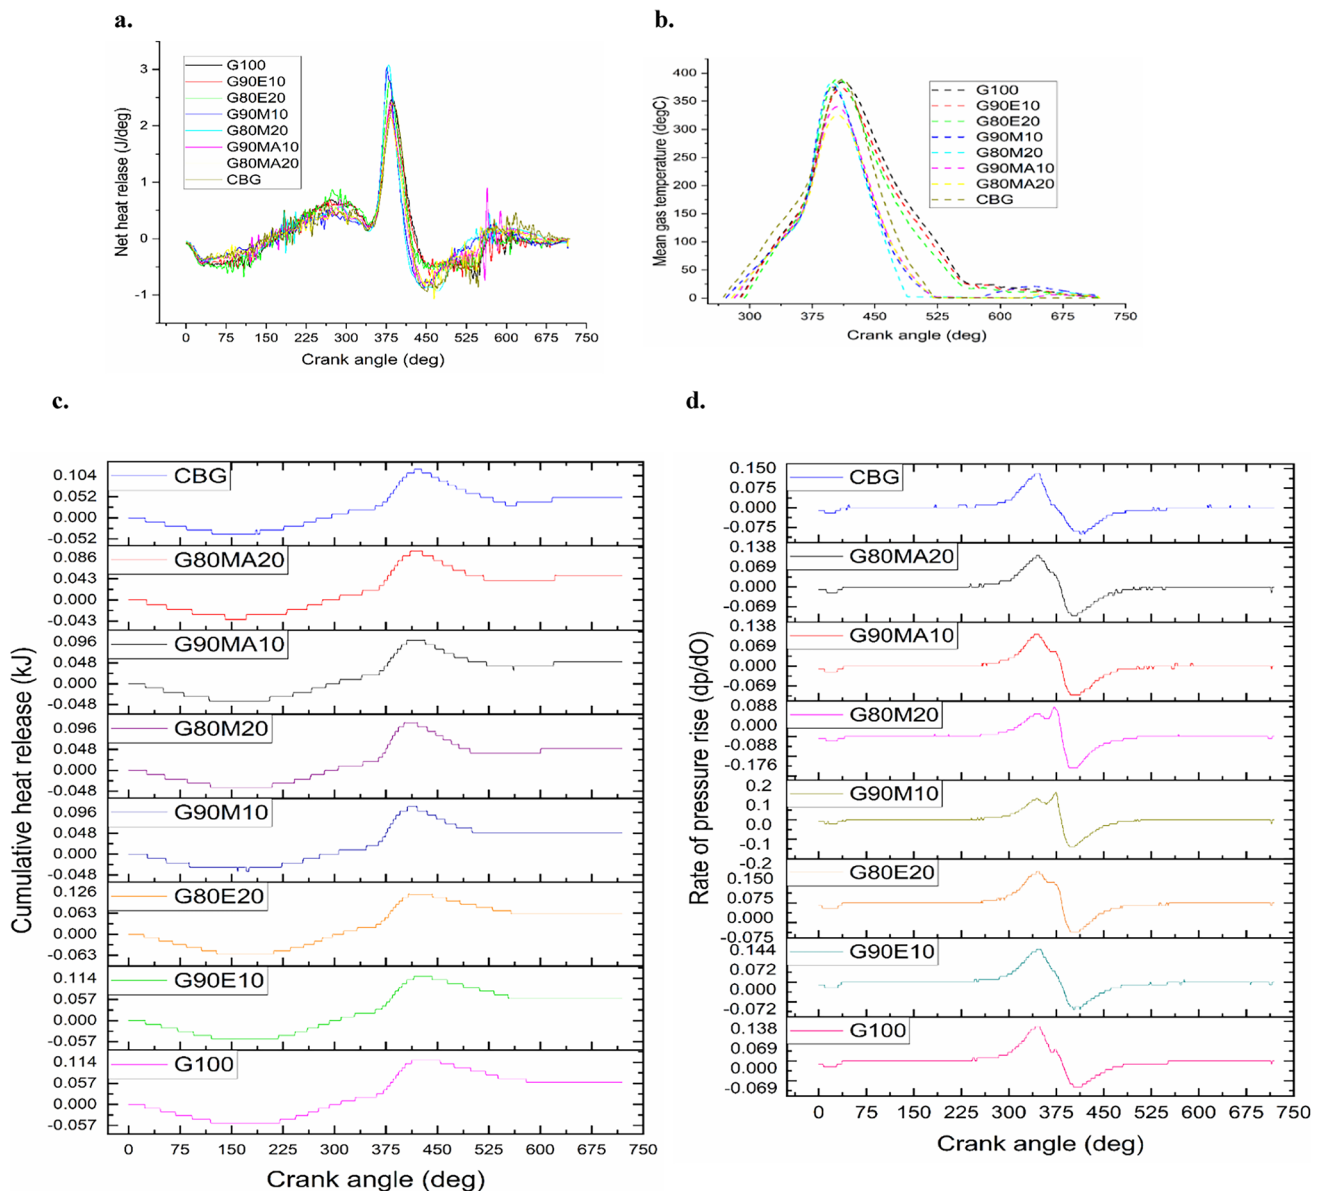 a.
Net heat relase (J/deg)
3
2
1
0
-1
G100
G90E10
G80E20
G90M10
G80M20
G90MA10
G80MA20
CBG
0 75 150 225 300 375 450 525 600 675 750
Crank angle (deg)
b.
Mean gas temperature (degC)
400
350
300
250
200
150
100
50
0
G100
G90E10
G80E20
G90M10
G80M20
G90MA10
G80MA20
CBG
300 375 450 525 600 675 750
Crank angle (deg)
c.
Cumulative heat release (kJ)
CBG
0.104
0.052
0.000
-0.052
G80MA20
0.086
0.043
0.000
-0.043
G90MA10
0.096
0.048
0.000
-0.048
G80M20
0.096
0.048
0.000
-0.048
G90M10
0.096
0.048
0.000
-0.048
G80E20
0.126
0.063
0.000
-0.063
G90E10
0.114
0.057
0.000
-0.057
G100
0.114
0.057
0.000
-0.057
0 75 150 225 300 375 450 525 600 675 750
Crank angle (deg)
d.
Rate of pressure rise (dp/dO)
CBG
0.150
0.075
0.000
-0.075
G80MA20
0.138
0.069
0.000
-0.069
G90MA10
0.138
0.069
0.000
-0.069
G80M20
0.088
0.000
-0.088
-0.176
G90M10
0.2
0.1
0.0
-0.1
-0.2
G80E20
0.150
0.075
0.000
-0.075
G90E10
0.144
0.072
0.000
-0.072
G100
0.138
0.069
0.000
-0.069
0 75 150 225 300 375 450 525 600 675 750
Crank angle (deg)